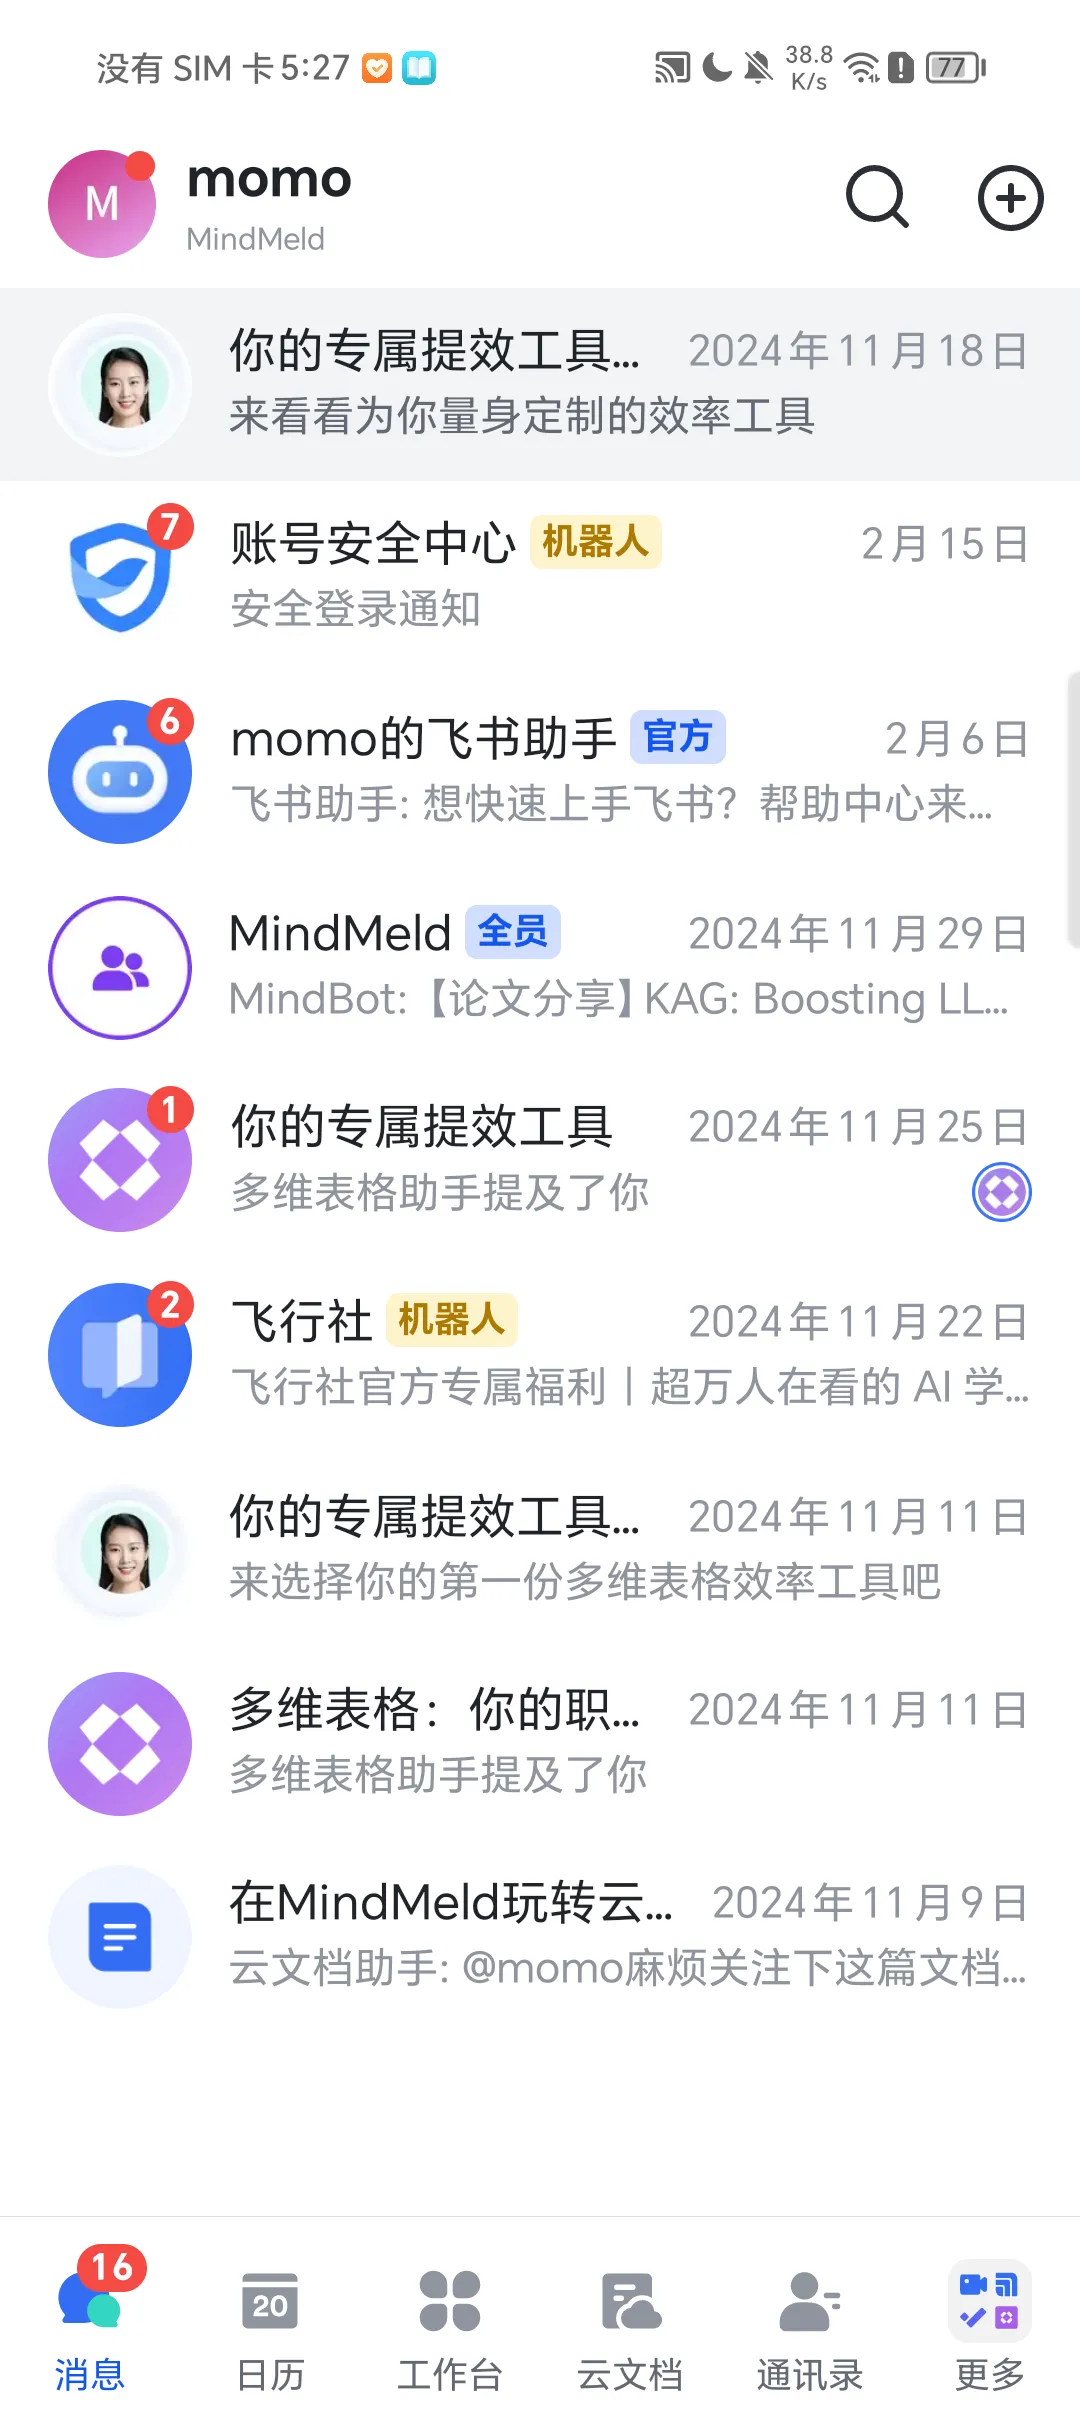 没有 SIM 卡 5:27
38.8 K/s
77
M
momo
MindMeld
你的专属提效工具... 2024年11月18日
来看看为你量身定制的效率工具
7
账号安全中心 机器人 2月15日
安全登录通知
6
momo的飞书助手 官方 2月6日
飞书助手: 想快速上手飞书? 帮助中心来...
MindMeld 全员 2024年11月29日
MindBot:【论文分享】KAG: Boosting LL...
1
你的专属提效工具 2024年11月25日
多维表格助手提及了你
2
飞行社 机器人 2024年11月22日
飞行社官方专属福利丨超万人在看的 AI 学...
你的专属提效工具... 2024年11月11日
来选择你的第一份多维表格效率工具吧
多维表格：你的职... 2024年11月11日
多维表格助手提及了你
在MindMeld玩转云... 2024年11月9日
云文档助手: @momo麻烦关注下这篇文档...
16
20
消息 日历 工作台 云文档 通讯录 更多